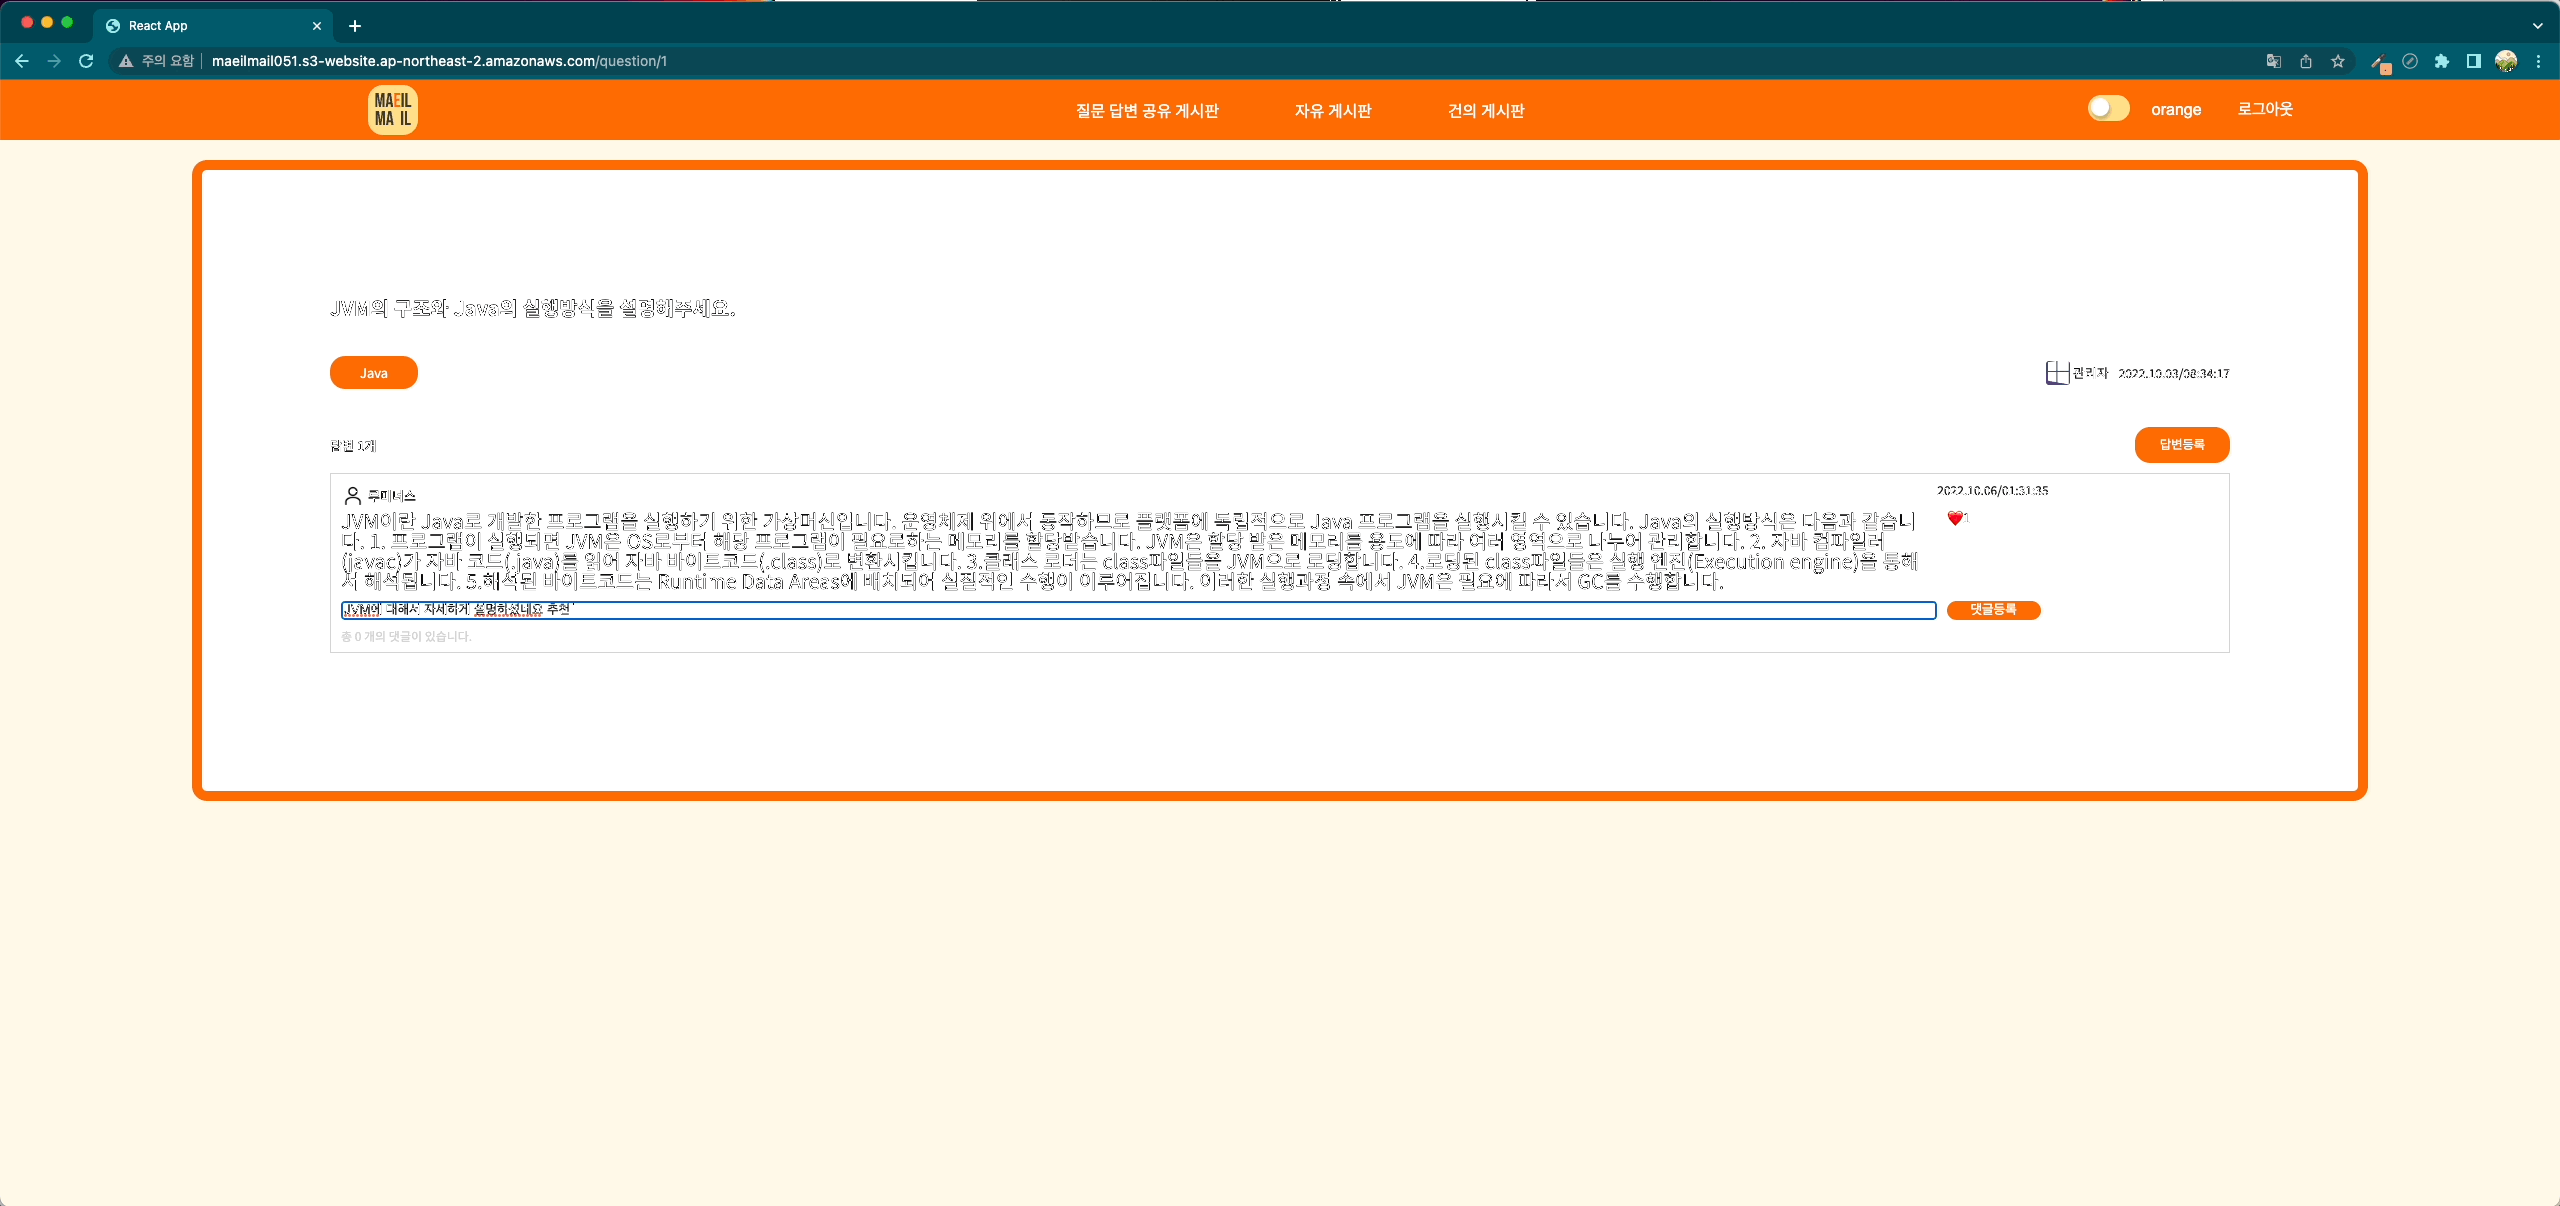 React App
주의 요함 maeilmail051.s3-website.ap-northeast-2.amazonaws.com/question/1
MAEIL
MA IL
질문 답변 공유 게시판 자유 게시판 건의 게시판 orange 로그아웃
JVM의 구조와 Java의 실행방식을 설명해주세요.
Java 관리자 2022.10.03/08:34:17
답변 1개 답변등록
2022.10.06/01:31:35
JVM이란 Java로 개발한 프로그램을 실행하기 위한 가상머신입니다. 운영체제 위에서 동작하므로 플랫폼에 독립적으로 Java 프로그램을 실행시킬 수 있습니다. Java의 실행방식은 다음과 같습니 ❤️1
다. 1. 프로그램이 실행되면 JVM은 OS로부터 해당 프로그램이 필요로하는 메모리를 할당받습니다. JVM은 할당 받은 메모리를 용도에 따라 여러 영역으로 나누어 관리합니다. 2. 자바 컴파일러
(javac)가 자바 코드(.java)를 읽어 자바 바이트코드(.class)로 변환시킵니다. 3.클래스 로더는 class파일들을 JVM으로 로딩합니다. 4.로딩된 class파일들은 실행 엔진(Execution engine)을 통해
서 해석됩니다. 5.해석된 바이트코드는 Runtime Data Areas에 배치되어 실질적인 수행이 이루어집니다. 이러한 실행과정 속에서 JVM은 필요에 따라서 GC를 수행합니다.
JVM에 대해서 자세하게 설명하셨네요 추천 댓글등록
총 0 개의 댓글이 있습니다.